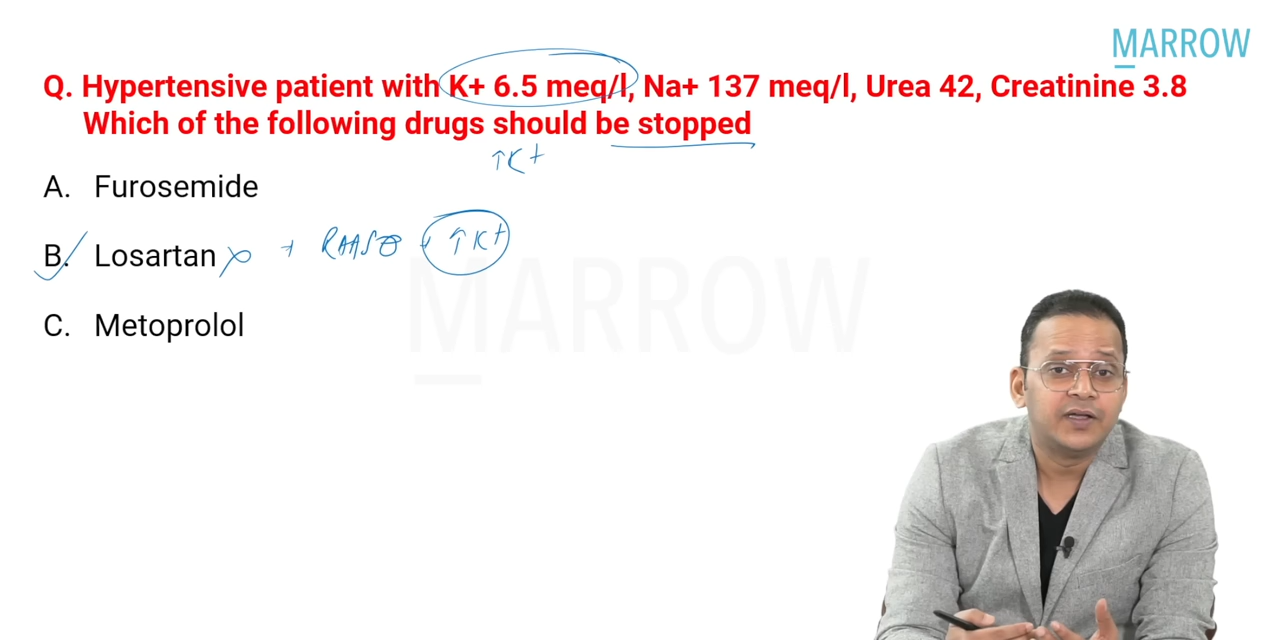 MARROW
Q. Hypertensive patient with K+ 6.5 meq/l, Na+ 137 meq/l, Urea 42, Creatinine 3.8
Which of the following drugs should be stopped
↑K+
A. Furosemide
B. Losartan → RAAS⊖ → ↑K+
C. Metoprolol
MARROW